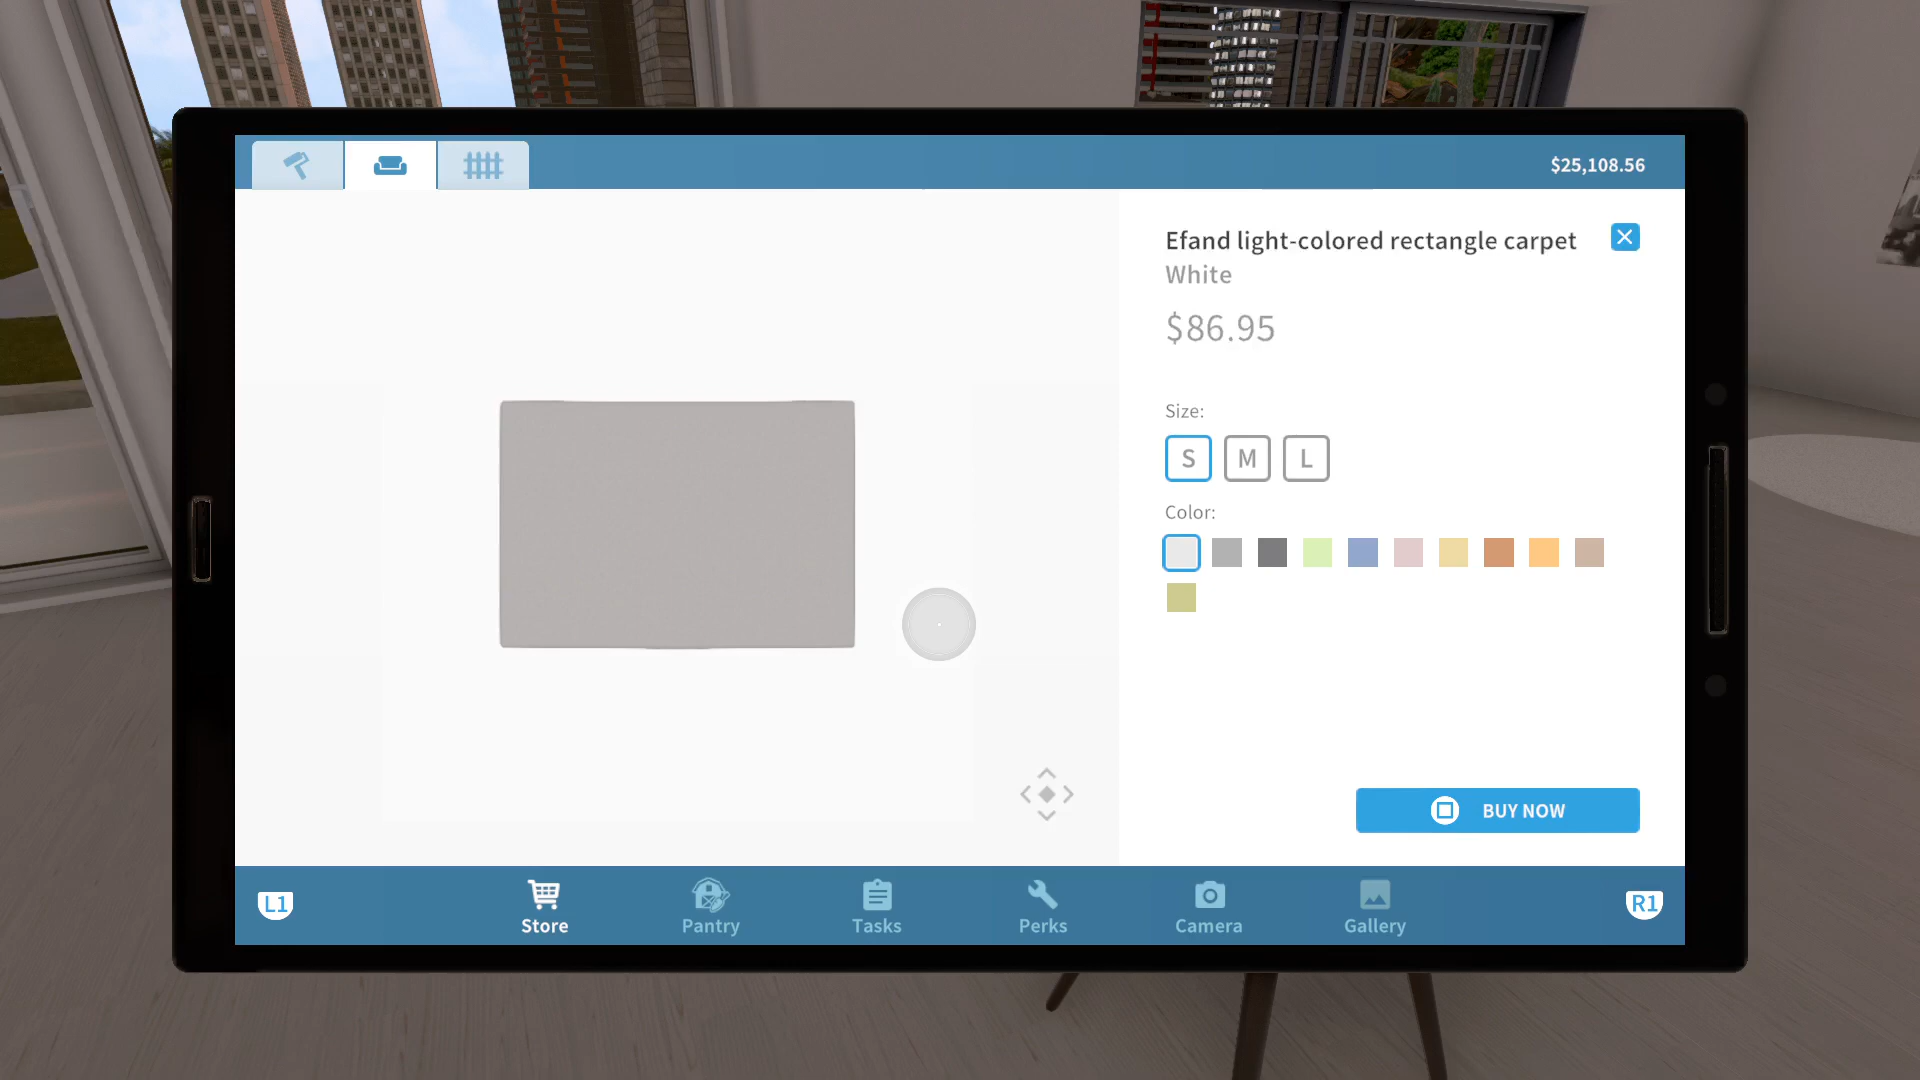 $25,108.56
Efand light-colored rectangle carpet
White
$86.95
Size:
S M L
Color:
BUY NOW
L1
Store
Pantry
Tasks
Perks
Camera
Gallery
R1